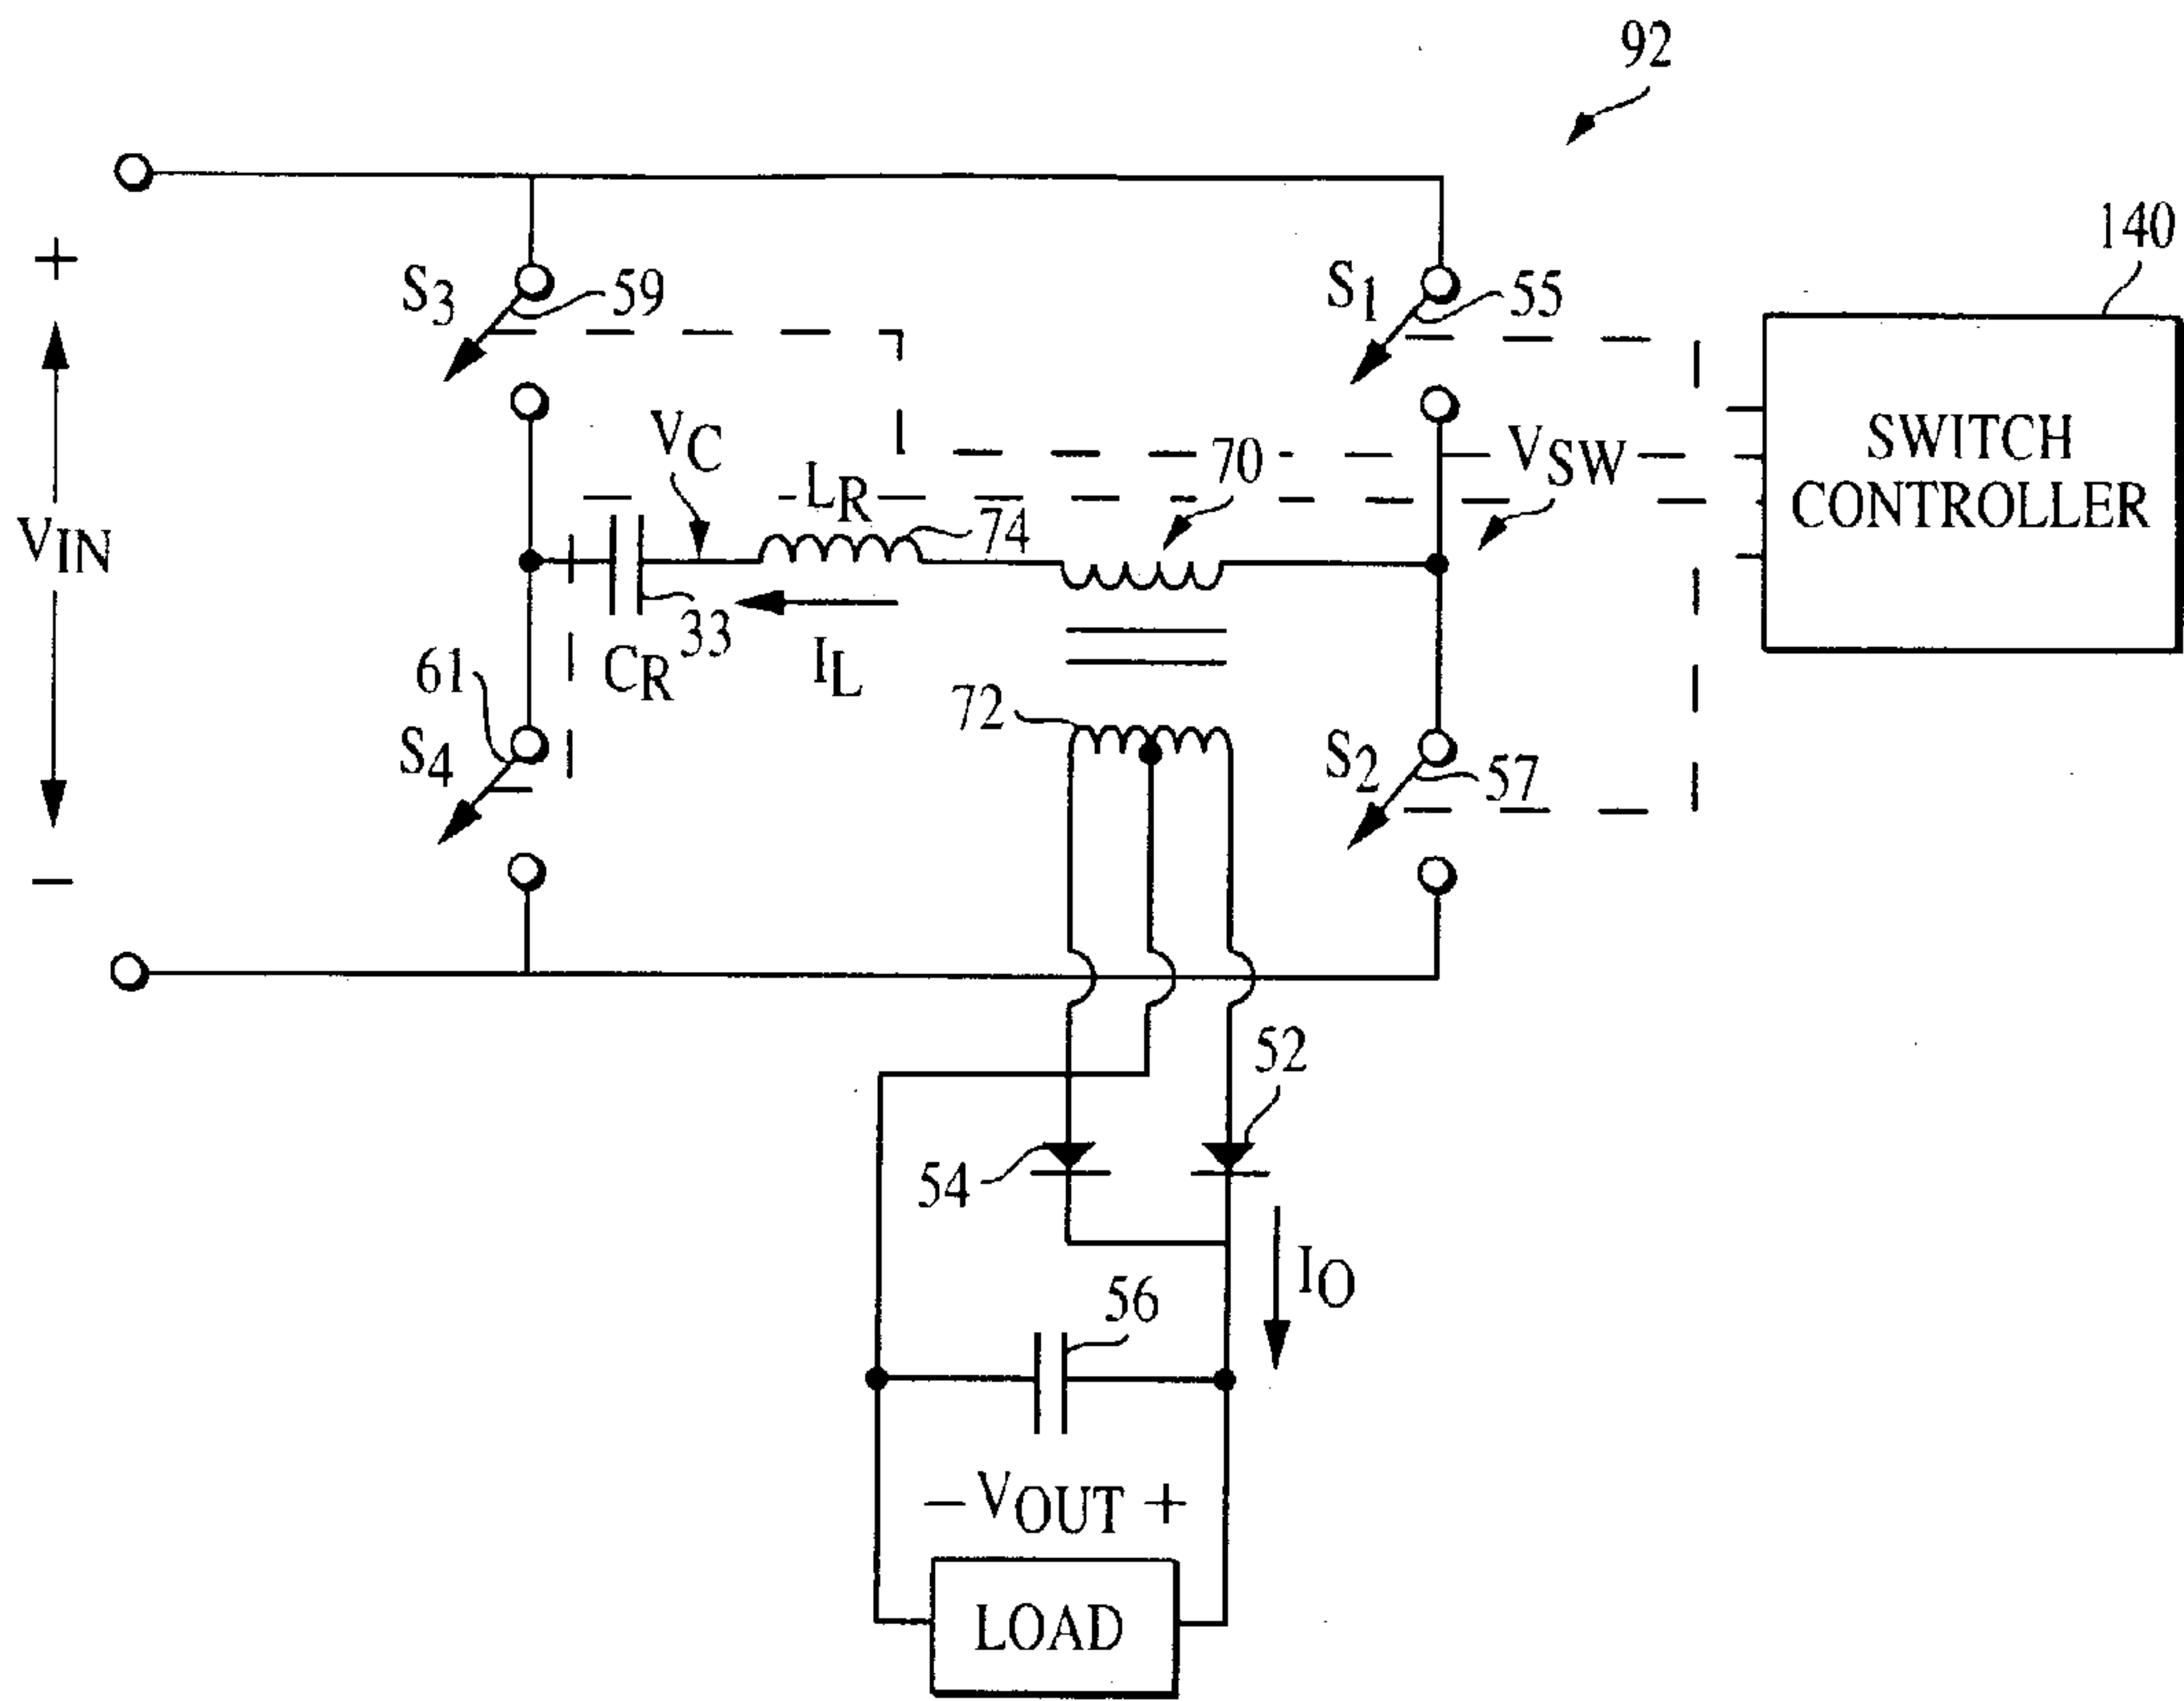 92
140
+
S3
59
S1
55
SWITCH
CONTROLLER
VC
LR
70
VSW
74
VIN
33
CR
IL
61
72
S4
S2
57
−
52
54
IO
56
− VOUT +
LOAD